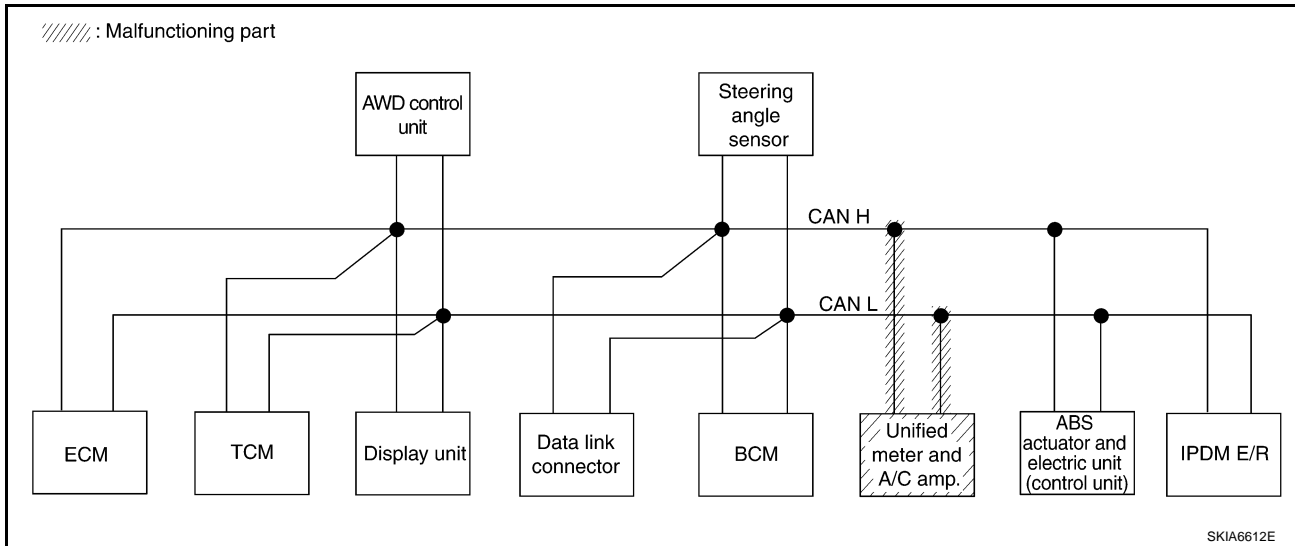 : Malfunctioning part
AWD control
unit
Steering
angle
sensor
CAN H
CAN L
ECM
TCM
Display unit
Data link
connector
BCM
Unified
meter and
A/C amp.
ABS
actuator and
electric unit
(control unit)
IPDM E/R
SKIA6612E